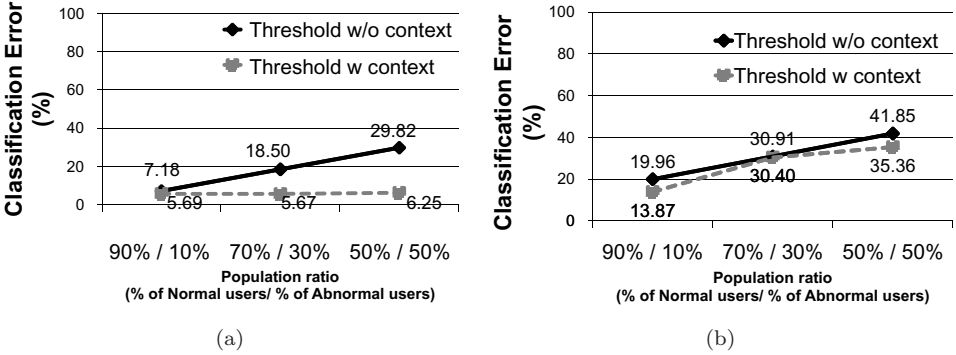 Classification Error
(%)
100
80
60
40
20
0
Threshold w/o context
Threshold w context
7.18
18.50
29.82
5.69
5.67
6.25
90% / 10%
70% / 30%
50% / 50%
Population ratio
(% of Normal users/ % of Abnormal users)
(a)
Classification Error
(%)
100
80
60
40
20
0
Threshold w/o context
Threshold w context
19.96
30.91
41.85
13.87
30.40
35.36
90% / 10%
70% / 30%
50% / 50%
Population ratio
(% of Normal users/ % of Abnormal users)
(b)